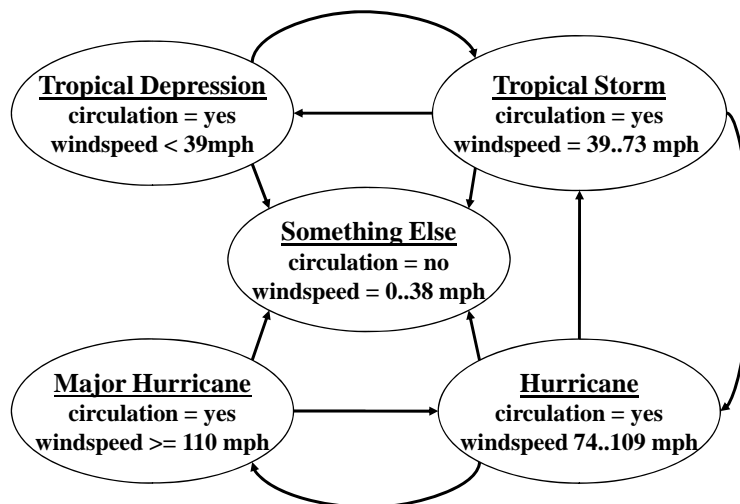 Tropical Depression
circulation = yes
windspeed < 39mph
Tropical Storm
circulation = yes
windspeed = 39..73 mph
Something Else
circulation = no
windspeed = 0..38 mph
Major Hurricane
circulation = yes
windspeed >= 110 mph
Hurricane
circulation = yes
windspeed 74..109 mph